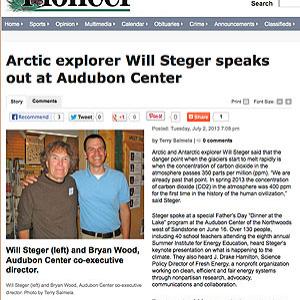 Pioneer
Search
Home Sports Opinion Obituaries Crime Announcements Classifieds
Arctic explorer Will Steger speaks
out at Audubon Center
Story Comments
Recommend 3 Tweet 0 0 Share 0 Print Font Size:
Posted: Tuesday, July 2, 2013 7:08 pm
by Terry Salmela | 0 comments
Arctic and Antarctic explorer Will Steger said that the
danger point when the glaciers start to melt rapidly is
when the concentration of carbon dioxide in the
atmosphere passes 350 parts per million (ppm). "We are
already past that point. In spring 2013 the concentration
of carbon dioxide (CO2) in the atmosphere was 400 ppm
for the first time in the history of the human civilization,"
said Steger.
Steger spoke at a special Father's Day "Dinner at the
Lake" program at the Audubon Center of the Northwoods
west of Sandstone on June 16. Over 130 people,
including 40 school teachers attending the eighth annual
Summer Institute for Energy Education, heard Steger's
keynote presentation on what is happening to the
climate. They also heard J. Drake Hamilton, Science
Policy Director of Fresh Energy, a nonprofit organization
working on clean, efficient and fair energy systems
through nonpartisan research, advocacy,
communications and collaboration.
Will Steger (left) and Bryan Wood,
Audubon Center co-executive
director.
Will Steger (left) and Bryan Wood, Audubon Center co-executive
director. Photo by Terry Salmela